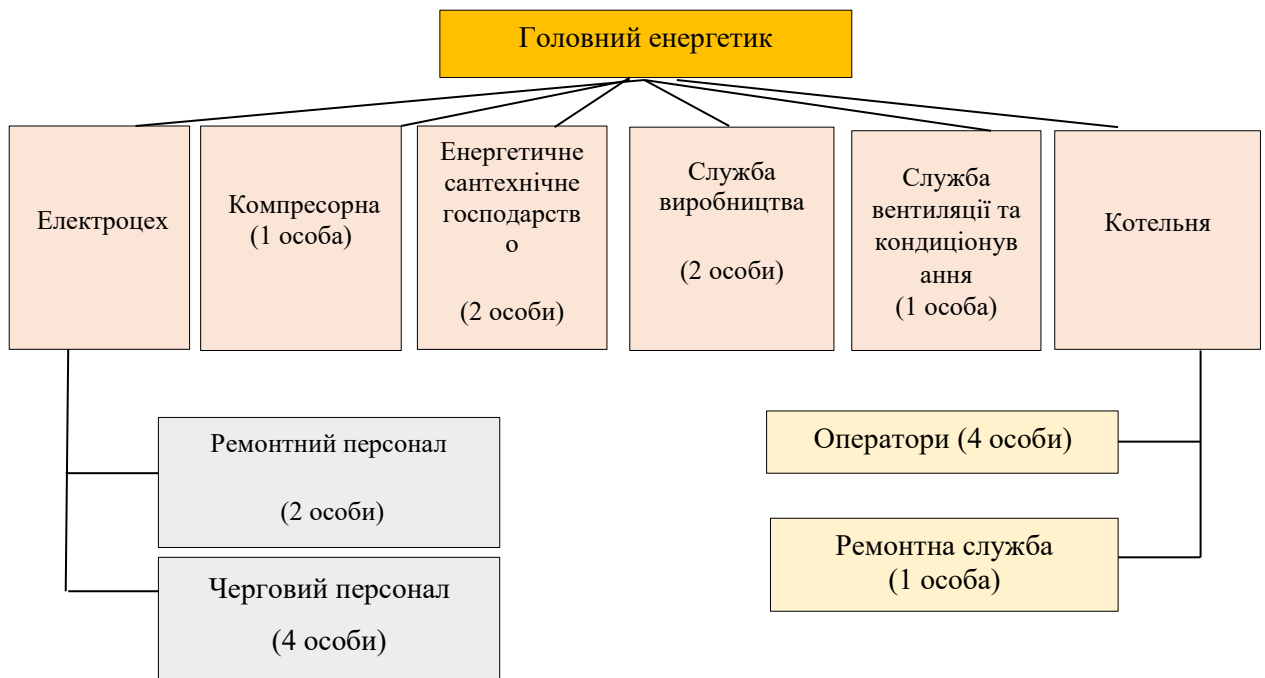 Головний енергетик
Електроцех
Компресорна
(1 особа)
Енергетичне
сантехнічне
господарств
о
(2 особи)
Служба
виробництва
(2 особи)
Служба
вентиляції та
кондиціонув
ання
(1 особа)
Котельня
Ремонтний персонал
(2 особи)
Черговий персонал
(4 особи)
Оператори (4 особи)
Ремонтна служба
(1 особа)